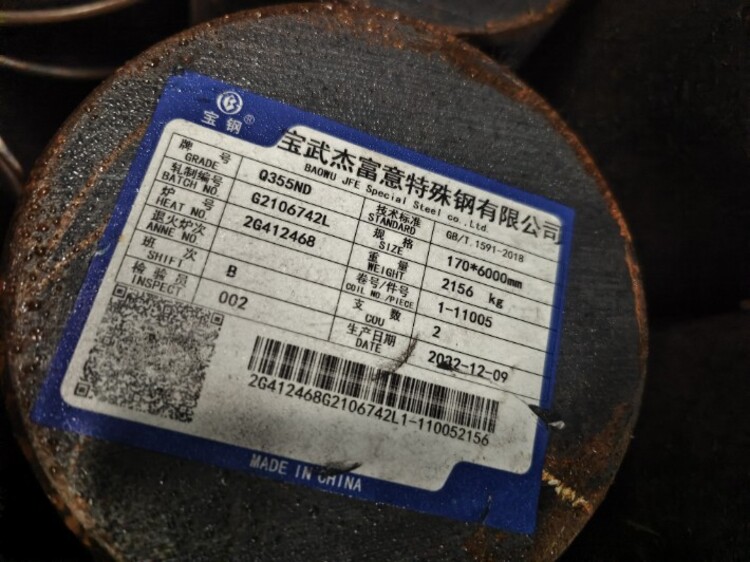 宝钢®
宝武杰富意特殊钢有限公司
BAOWU JFE Special Steel co.,Ltd.
牌号 GRADE Q355ND 技术标准 STANDARD GB/T.1591-2018
轧制编号 BATCH NO. G2106742L 规格 SIZE 170*6000mm
炉号 HEAT NO. 2G412468 重量 WEIGHT 2156 kg
退火炉次 ANNE NO. 卷号/件号 COIL NO./PIECE 1-11005
班次 SHIFT B 支数 COU 2
检验员 INSPECT 002 生产日期 DATE 2022-12-09
2G412468G2106742L1-110052156
MADE IN CHINA